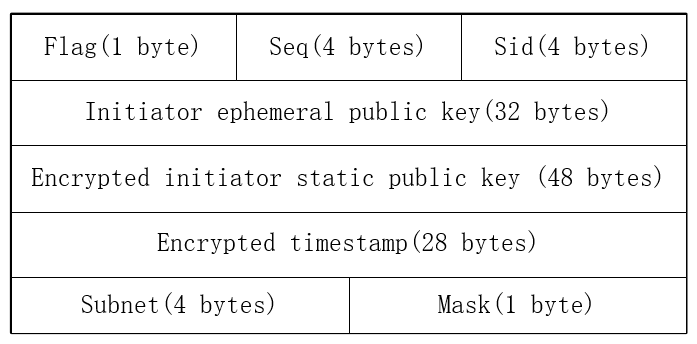 Flag(1 byte) Seq(4 bytes) Sid(4 bytes)
Initiator ephemeral public key(32 bytes)
Encrypted initiator static public key (48 bytes)
Encrypted timestamp(28 bytes)
Subnet(4 bytes) Mask(1 byte)